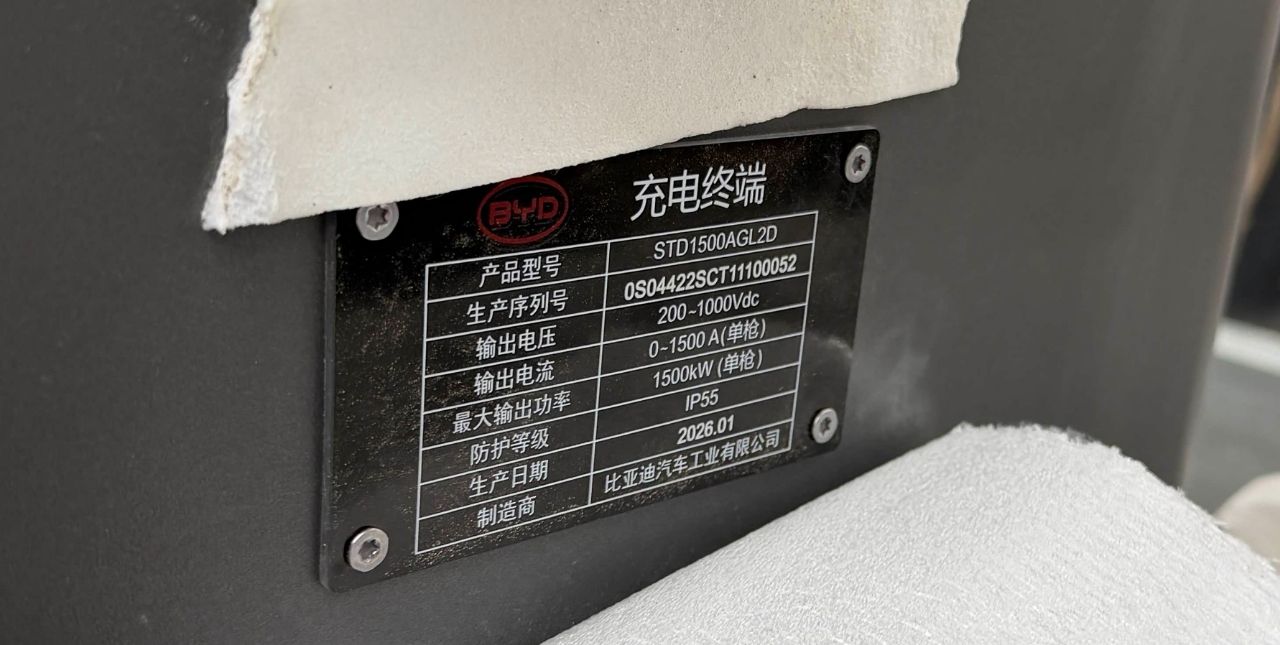 BYD 充电终端
产品型号 STD1500AGL2D
生产序列号 0S04422SCT11100052
输出电压 200~1000Vdc
输出电流 0~1500 A(单枪)
最大输出功率 1500kW (单枪)
防护等级 IP55
生产日期 2026.01
制造商 比亚迪汽车工业有限公司